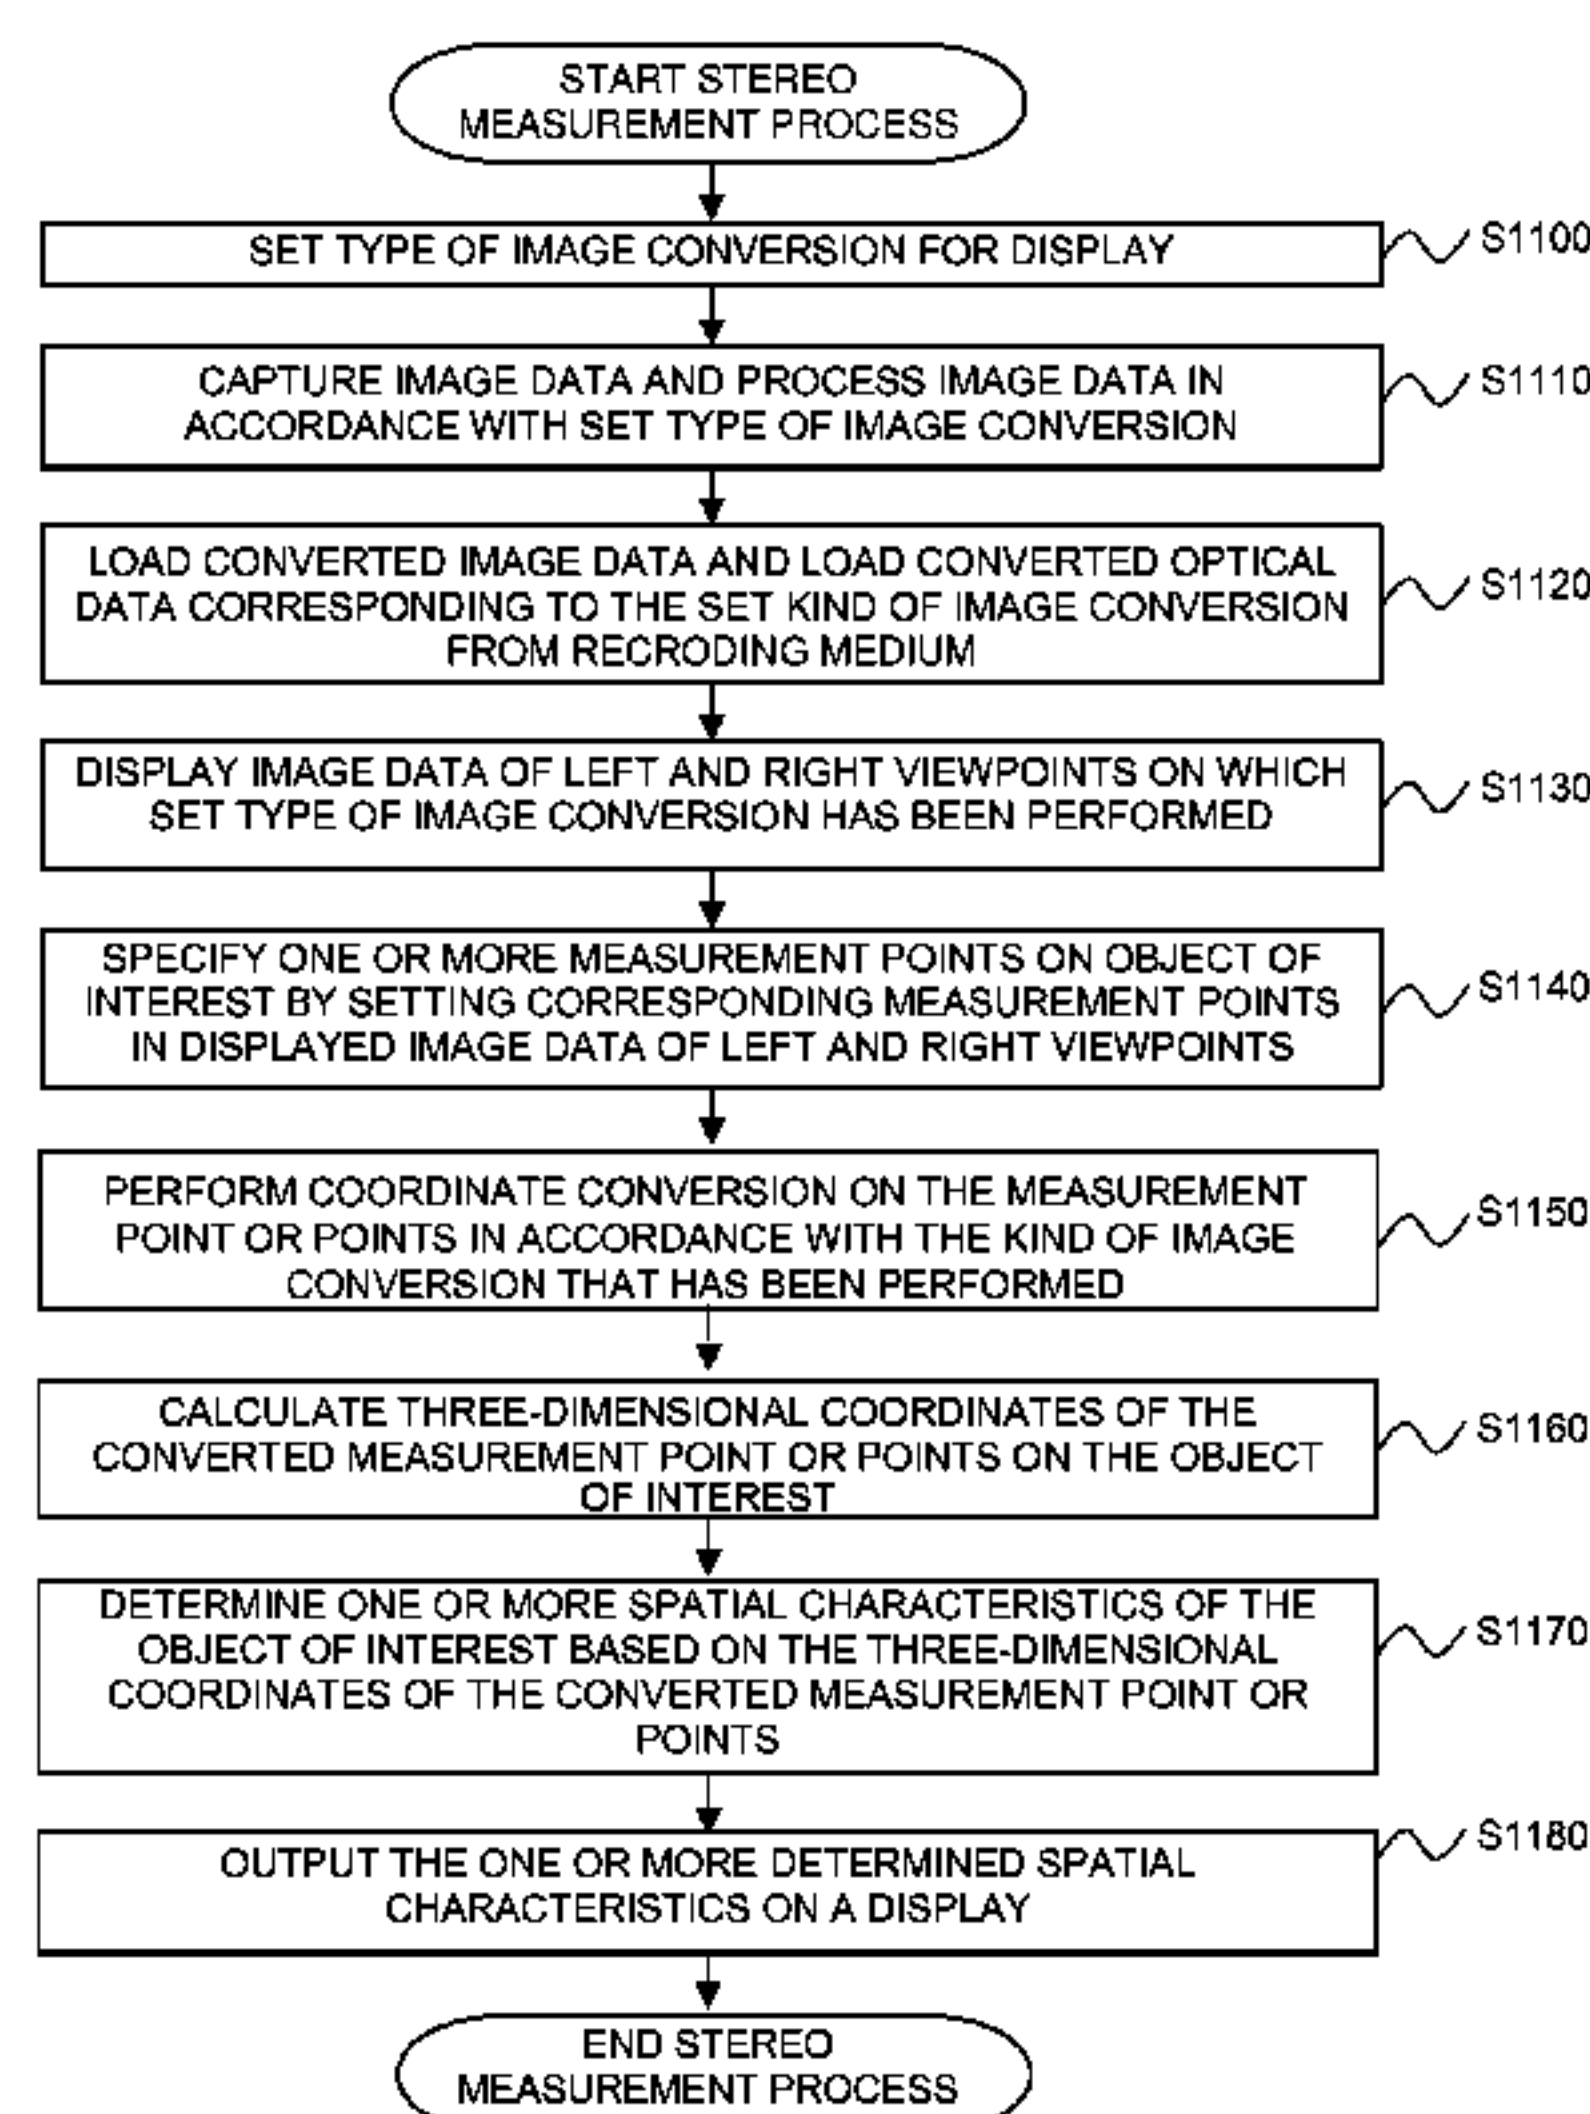 START STEREO
MEASUREMENT PROCESS
SET TYPE OF IMAGE CONVERSION FOR DISPLAY
S1100
CAPTURE IMAGE DATA AND PROCESS IMAGE DATA IN
ACCORDANCE WITH SET TYPE OF IMAGE CONVERSION
S1110
LOAD CONVERTED IMAGE DATA AND LOAD CONVERTED OPTICAL
DATA CORRESPONDING TO THE SET KIND OF IMAGE CONVERSION
FROM RECRODING MEDIUM
S1120
DISPLAY IMAGE DATA OF LEFT AND RIGHT VIEWPOINTS ON WHICH
SET TYPE OF IMAGE CONVERSION HAS BEEN PERFORMED
S1130
SPECIFY ONE OR MORE MEASUREMENT POINTS ON OBJECT OF
INTEREST BY SETTING CORRESPONDING MEASUREMENT POINTS
IN DISPLAYED IMAGE DATA OF LEFT AND RIGHT VIEWPOINTS
S1140
PERFORM COORDINATE CONVERSION ON THE MEASUREMENT
POINT OR POINTS IN ACCORDANCE WITH THE KIND OF IMAGE
CONVERSION THAT HAS BEEN PERFORMED
S1150
CALCULATE THREE-DIMENSIONAL COORDINATES OF THE
CONVERTED MEASUREMENT POINT OR POINTS ON THE OBJECT
OF INTEREST
S1160
DETERMINE ONE OR MORE SPATIAL CHARACTERISTICS OF THE
OBJECT OF INTEREST BASED ON THE THREE-DIMENSIONAL
COORDINATES OF THE CONVERTED MEASUREMENT POINT OR
POINTS
S1170
OUTPUT THE ONE OR MORE DETERMINED SPATIAL
CHARACTERISTICS ON A DISPLAY
S1180
END STEREO
MEASUREMENT PROCESS